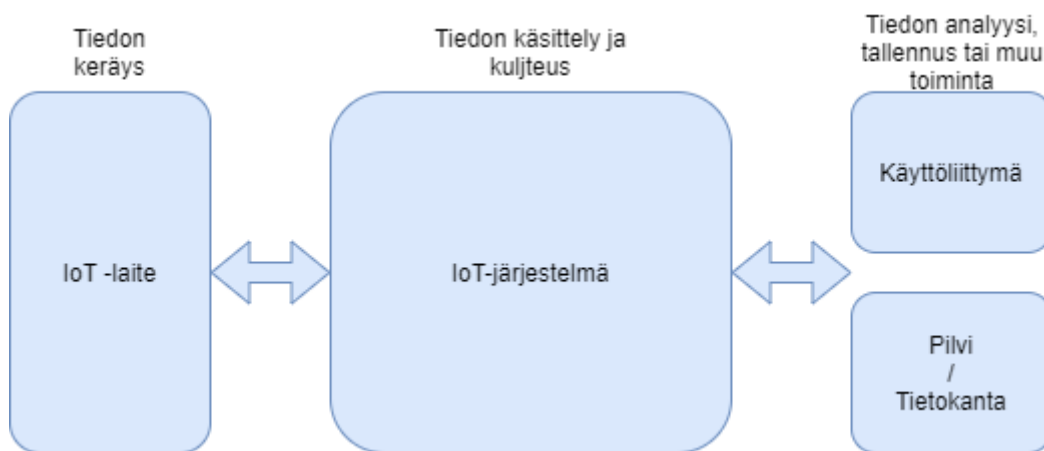 Tiedon
keräys
Tiedon käsittely ja
kuljteus
Tiedon analyysi,
tallennus tai muu
toiminta
IoT -laite
IoT-järjestelmä
Käyttöliittymä
Pilvi
/
Tietokanta